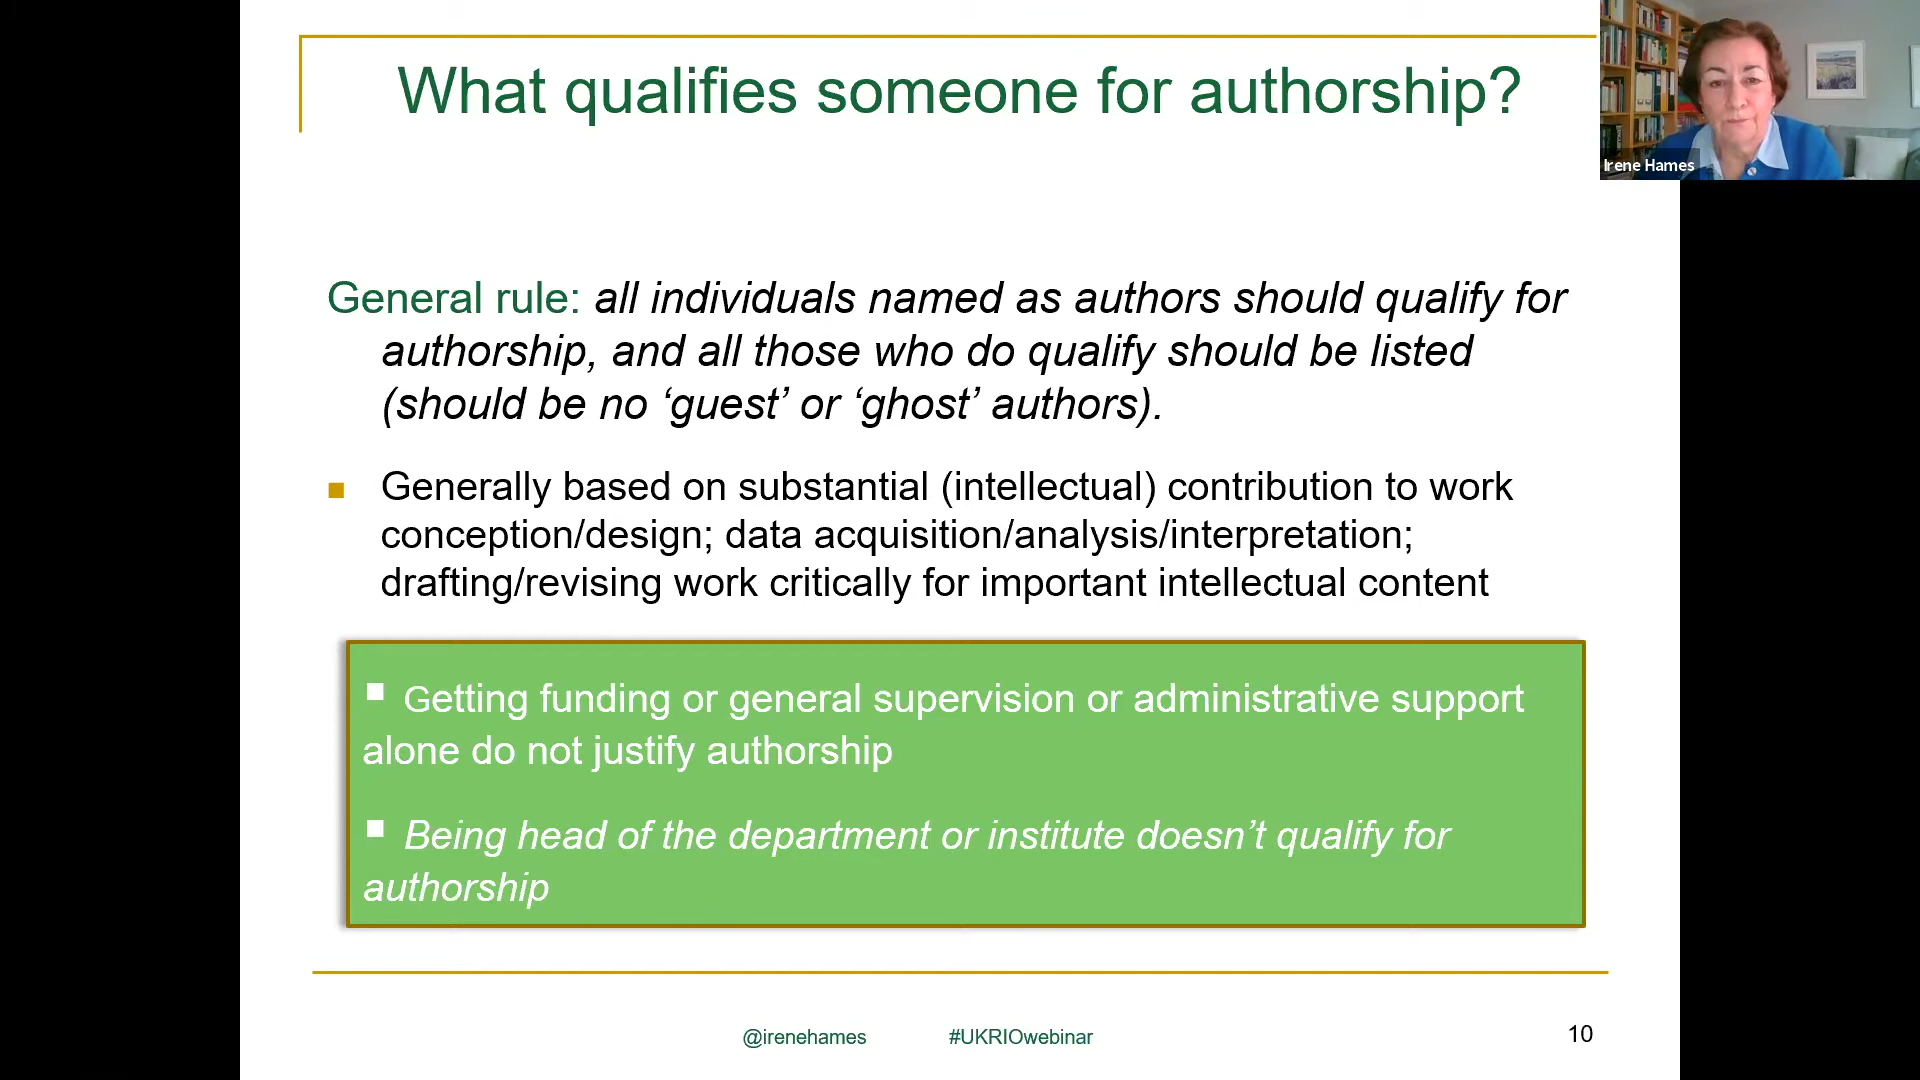 What qualifies someone for authorship?
Irene Hames
General rule: all individuals named as authors should qualify for
authorship, and all those who do qualify should be listed
(should be no ‘guest’ or ‘ghost’ authors).
Generally based on substantial (intellectual) contribution to work
conception/design; data acquisition/analysis/interpretation;
drafting/revising work critically for important intellectual content
Getting funding or general supervision or administrative support
alone do not justify authorship
Being head of the department or institute doesn’t qualify for
authorship
@irenehames #UKRIOwebinar 10